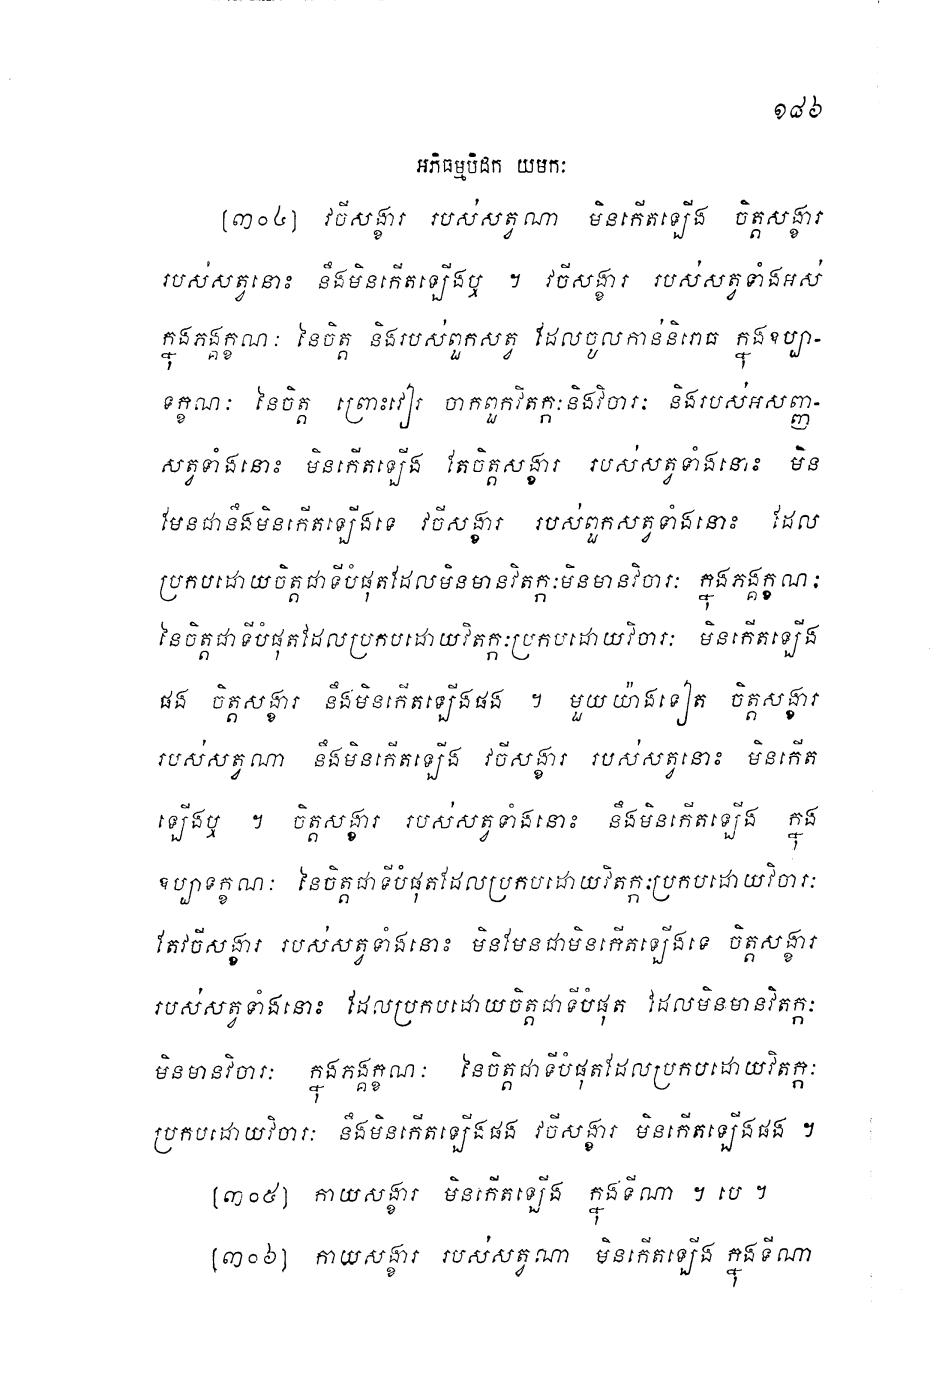 ១៨៦
អភិធម្មបិដក យមកៈ
[៣០៤] វចីសង្ខារ របស់សត្វណា មិនកើតឡើង ចិត្តសង្ខារ
របស់សត្វនោះ នឹងមិនកើតឡើងឬ ។ វចីសង្ខារ របស់សត្វទាំងអស់
ក្នុងភង្គក្ខណៈ នៃចិត្ត និងរបស់ពួកសត្វ ដែលចូលកាន់និរោធ ក្នុងឧប្បា-
ទក្ខណៈ នៃចិត្ត ព្រោះវៀរ ចាកពួកវិតក្កៈនិងវិចារៈ និងរបស់អសញ្ញ-
សត្វទាំងនោះ មិនកើតឡើង តែចិត្តសង្ខារ របស់សត្វទាំងនោះ មិន
មែនជានឹងមិនកើតឡើងទេ វចីសង្ខារ របស់ពួកសត្វទាំងនោះ ដែល
ប្រកបដោយចិត្តជាទីបំផុតដែលមិនមានវិតក្កៈមិនមានវិចារៈ ក្នុងភង្គក្ខណៈ
នៃចិត្តជាទីបំផុតដែលប្រកបដោយវិតក្កៈប្រកបដោយវិចារៈ មិនកើតឡើង
ផង ចិត្តសង្ខារ នឹងមិនកើតឡើងផង ។ មួយយ៉ាងទៀត ចិត្តសង្ខារ
របស់សត្វណា នឹងមិនកើតឡើង វចីសង្ខារ របស់សត្វនោះ មិនកើត
ឡើងឬ ។ ចិត្តសង្ខារ របស់សត្វទាំងនោះ នឹងមិនកើតឡើង ក្នុង
ឧប្បាទក្ខណៈ នៃចិត្តជាទីបំផុតដែលប្រកបដោយវិតក្កៈប្រកបដោយវិចារៈ
តែវចីសង្ខារ របស់សត្វទាំងនោះ មិនមែនជាមិនកើតឡើងទេ ចិត្តសង្ខារ
របស់សត្វទាំងនោះ ដែលប្រកបដោយចិត្តជាទីបំផុត ដែលមិនមានវិតក្កៈ
មិនមានវិចារៈ ក្នុងភង្គក្ខណៈ នៃចិត្តជាទីបំផុតដែលប្រកបដោយវិតក្កៈ
ប្រកបដោយវិចារៈ នឹងមិនកើតឡើងផង វចីសង្ខារ មិនកើតឡើងផង ។
[៣០៥] កាយសង្ខារ មិនកើតឡើង ក្នុងទីណា ។ បេ ។
[៣០៦] កាយសង្ខារ របស់សត្វណា មិនកើតឡើង ក្នុងទីណា